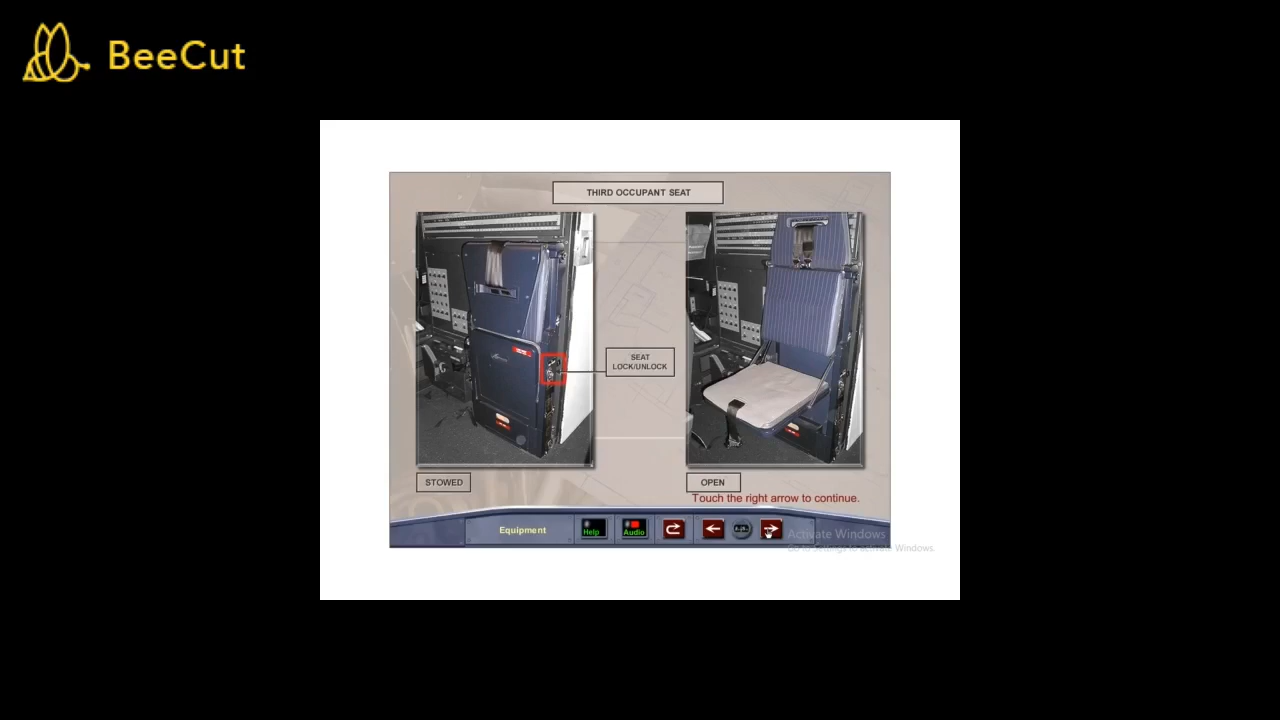 BeeCut
THIRD OCCUPANT SEAT
SEAT
LOCK/UNLOCK
STOWED
OPEN
Touch the right arrow to continue.
Equipment
Help
Audio
Activate Windows
Go to Settings to activate Windows.